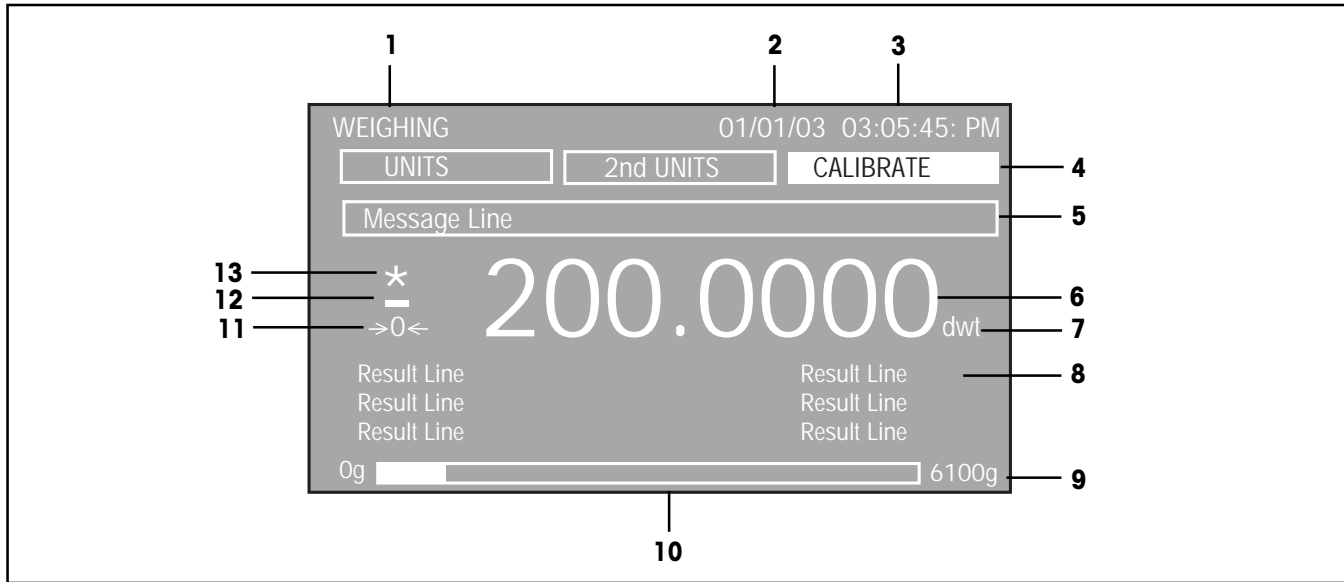 1 2 3
WEIGHING 01/01/03 03:05:45: PM
UNITS 2nd UNITS CALIBRATE 4
Message Line 5
13 *
12 –
11 →0← 200.0000 dwt 6
7
Result Line Result Line 8
Result Line Result Line
Result Line Result Line
0g 6100g 9
10